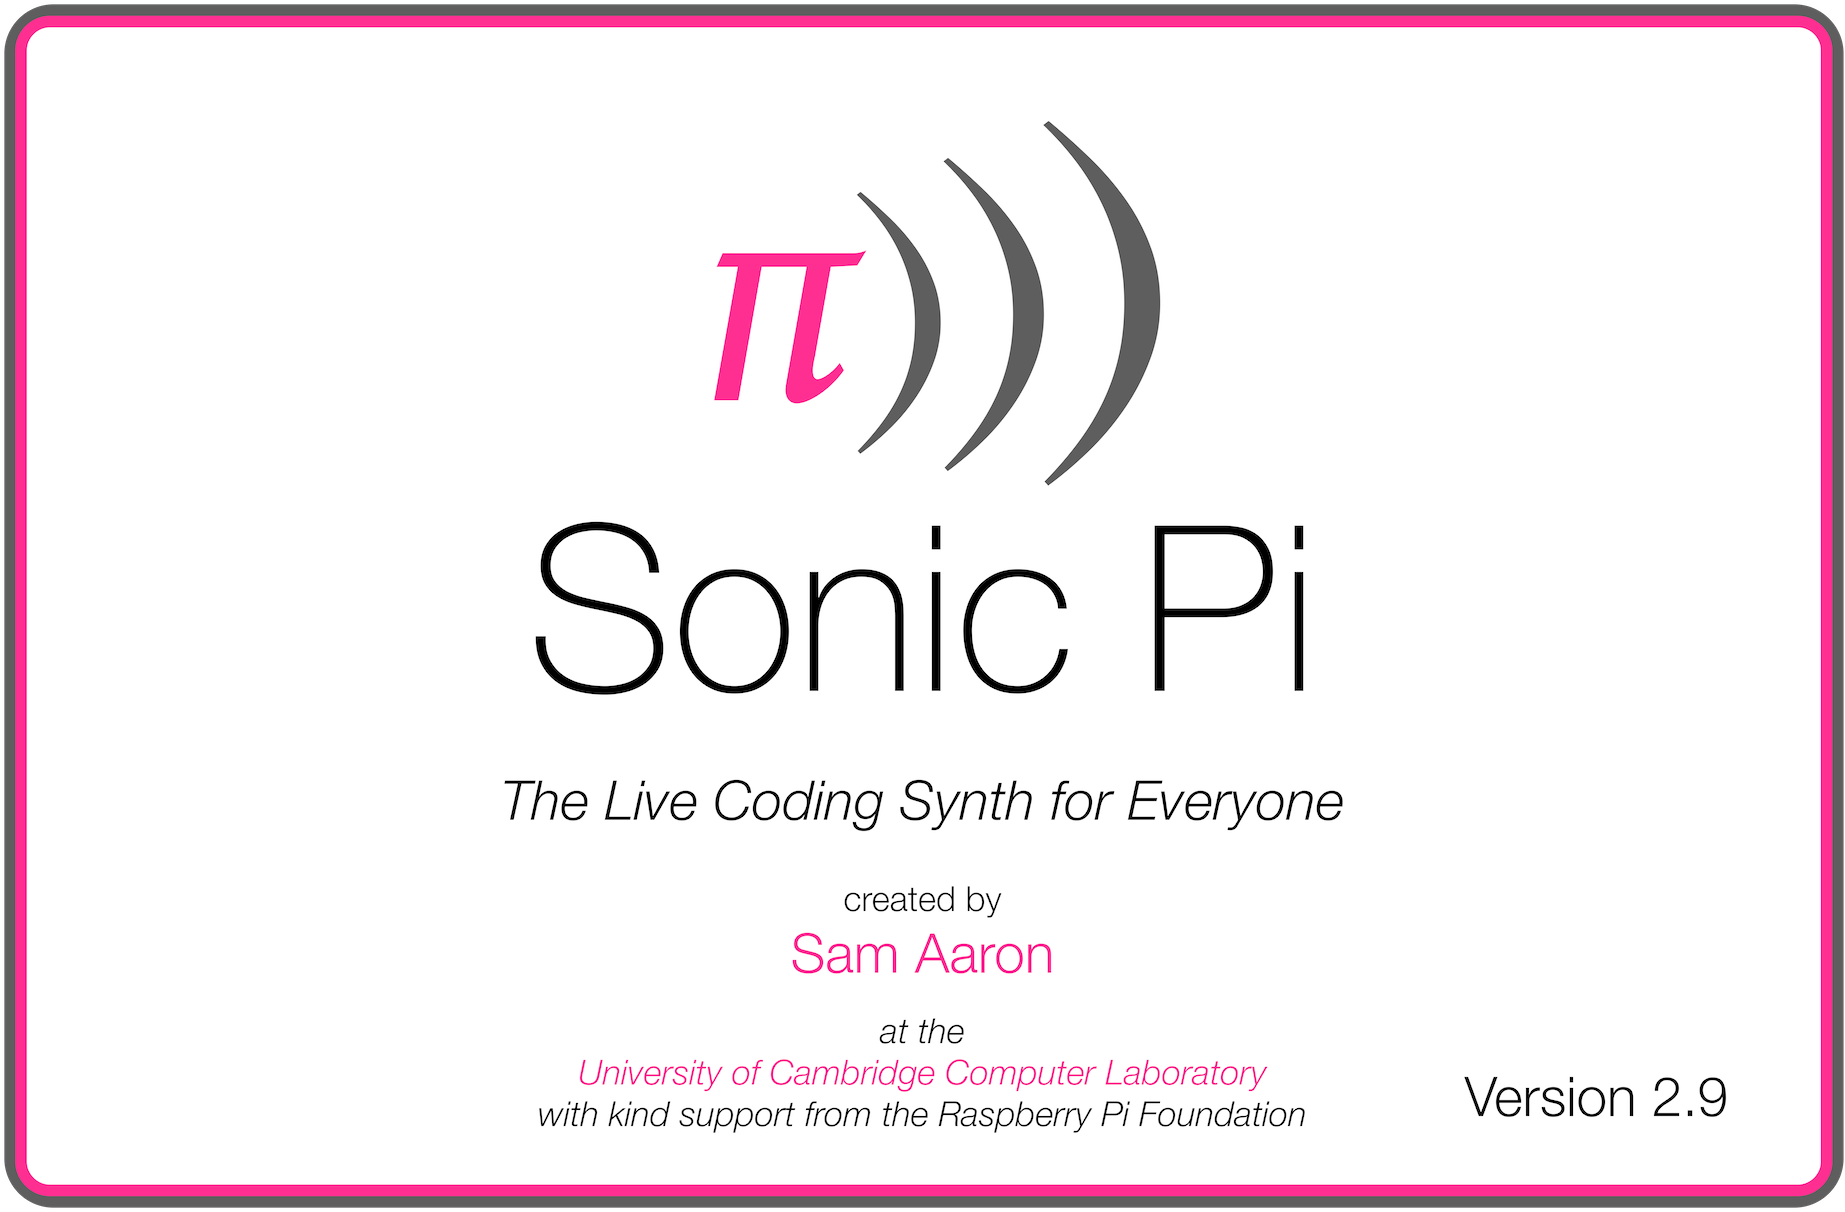 π
Sonic Pi
The Live Coding Synth for Everyone
created by
Sam Aaron
at the
University of Cambridge Computer Laboratory
with kind support from the Raspberry Pi Foundation
Version 2.9